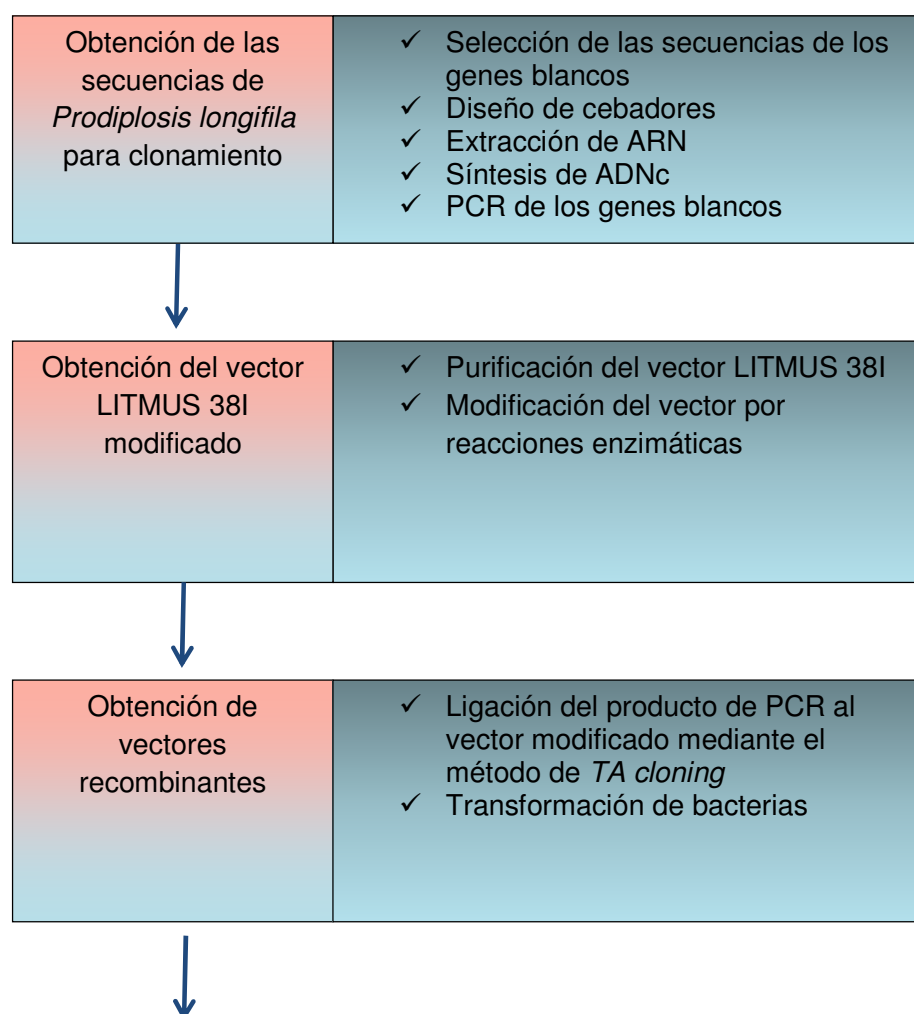 Obtención de las
secuencias de
Prodiplosis longifila
para clonamiento
✓ Selección de las secuencias de los
genes blancos
✓ Diseño de cebadores
✓ Extracción de ARN
✓ Síntesis de ADNc
✓ PCR de los genes blancos
Obtención del vector
LITMUS 38I
modificado
✓ Purificación del vector LITMUS 38I
✓ Modificación del vector por
reacciones enzimáticas
Obtención de
vectores
recombinantes
✓ Ligación del producto de PCR al
vector modificado mediante el
método de TA cloning
✓ Transformación de bacterias